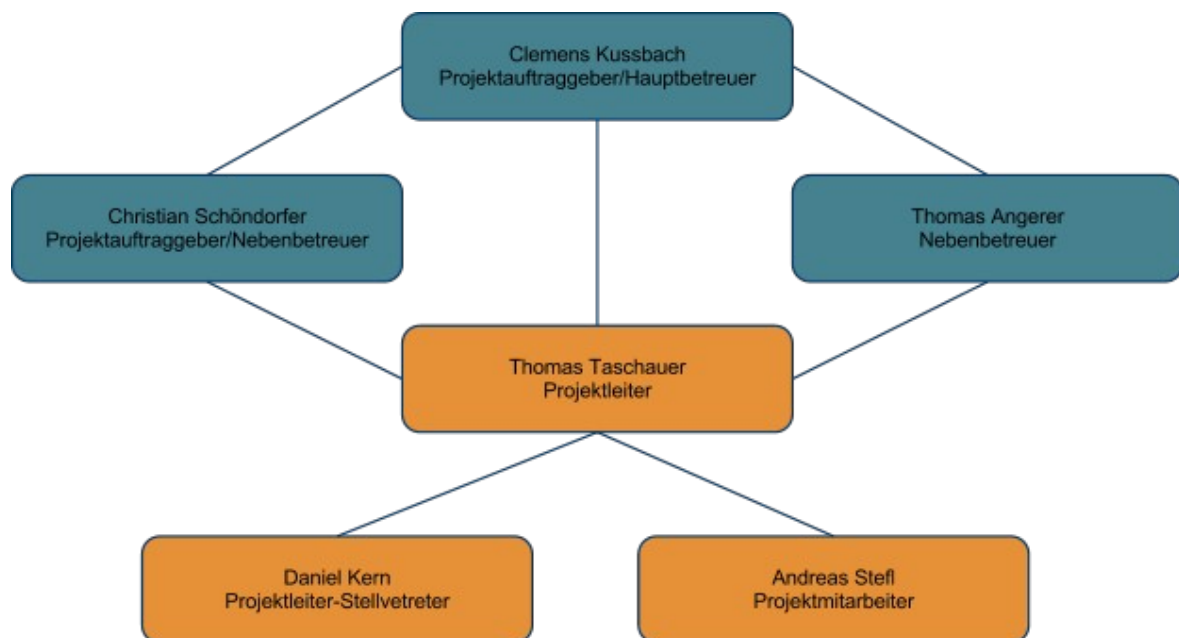 Clemens Kussbach
Projektauftraggeber/Hauptbetreuer
Christian Schöndorfer
Projektauftraggeber/Nebenbetreuer
Thomas Angerer
Nebenbetreuer
Thomas Taschauer
Projektleiter
Daniel Kern
Projektleiter-Stellvetreter
Andreas Stefl
Projektmitarbeiter